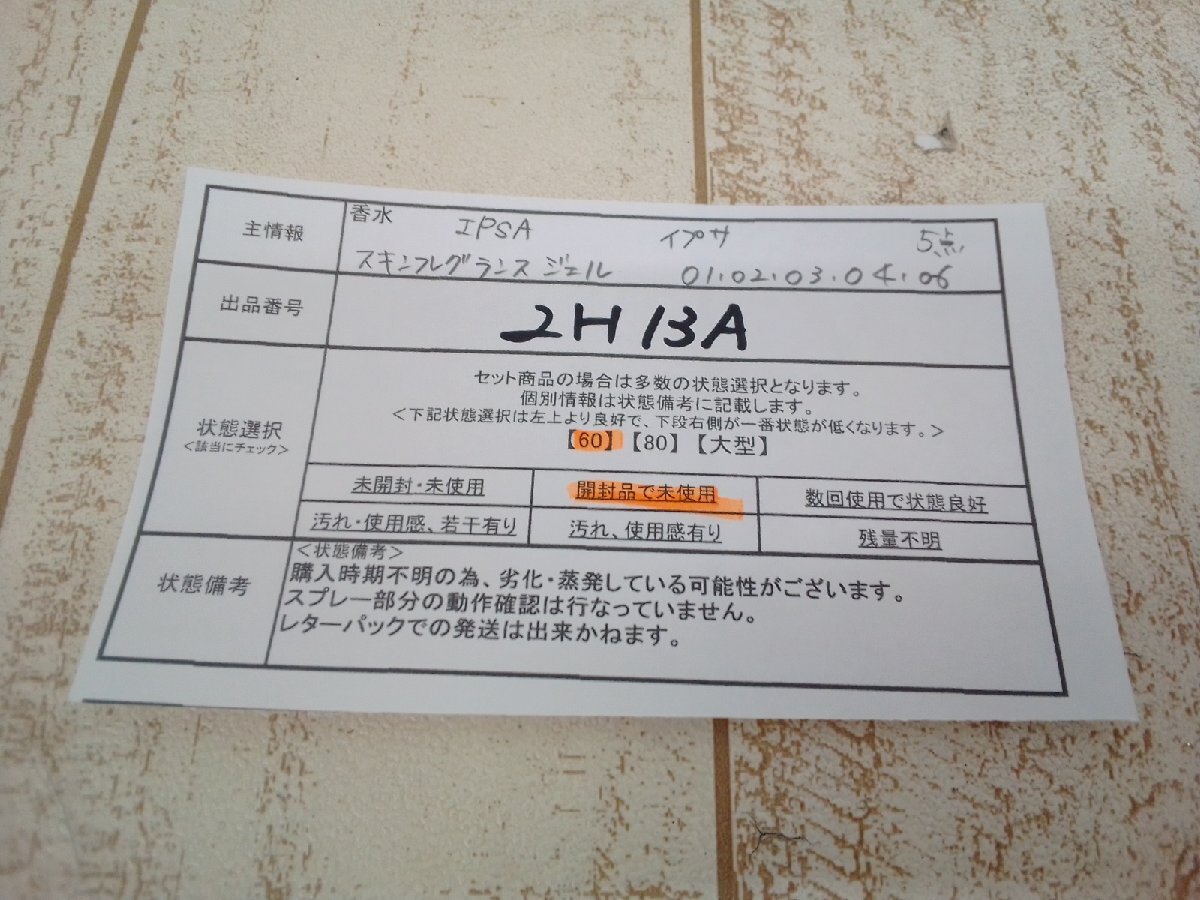 主情報
香水 IPSA イプサ 5点
スキンフレグランス ジェル 01.02.03.04.06
出品番号
2H13A
状態選択
<該当にチェック>
セット商品の場合は多数の状態選択となります。
個別情報は状態備考に記載します。
<下記状態選択は左上より良好で、下段右側が一番状態が低くなります。>
【60】【80】【大型】
未開封・未使用 開封品で未使用 数回使用で状態良好
汚れ・使用感、若干有り 汚れ、使用感有り 残量不明
状態備考
<状態備考>
購入時期不明の為、劣化・蒸発している可能性がございます。
スプレー部分の動作確認は行なっていません。
レターパックでの発送は出来かねます。